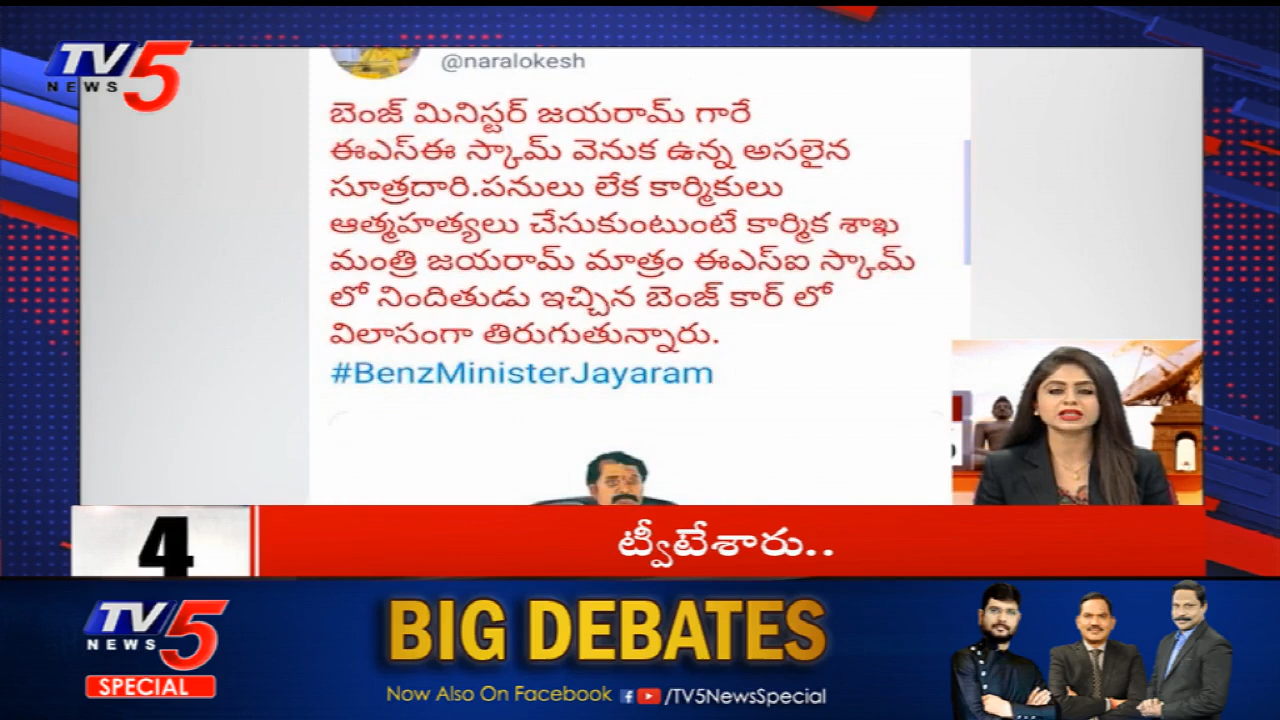 TV5
NEWS
@naralokesh
బెంజ్ మినిస్టర్ జయరామ్ గారే
ఈఎస్ఈ స్కామ్ వెనుక ఉన్న అసలైన
సూత్రదారి.పనులు లేక కార్మికులు
ఆత్మహత్యలు చేసుకుంటుంటే కార్మిక శాఖ
మంత్రి జయరామ్ మాత్రం ఈఎస్ఐ స్కామ్
లో నిందితుడు ఇచ్చిన బెంజ్ కార్ లో
విలాసంగా తిరుగుతున్నారు.
#BenzMinisterJayaram
4
ట్వీటేశారు..
TV5
NEWS
SPECIAL
BIG DEBATES
Now Also On Facebook /TV5NewsSpecial